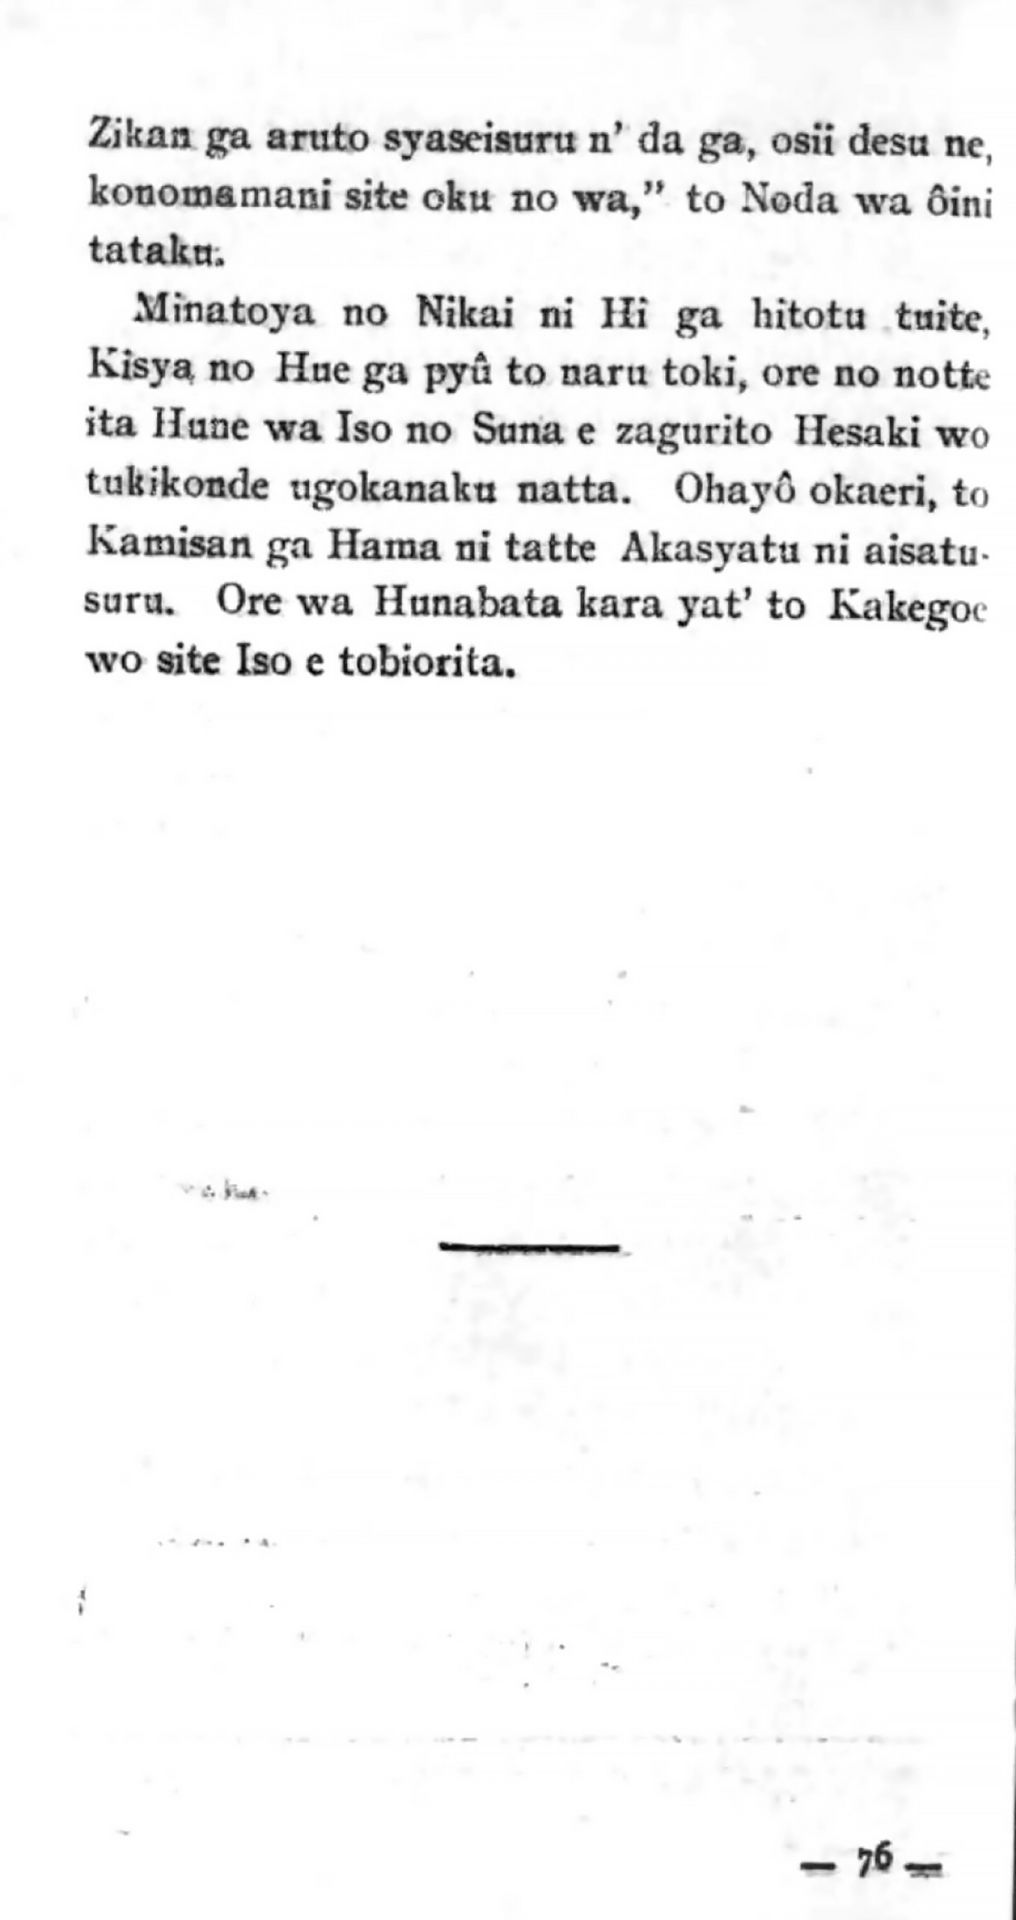 Zikan ga aruto syaseisuru n’ da ga, osii desu ne,
konomamani site oku no wa,” to Noda wa ôini
tataku.
Minatoya no Nikai ni Hi ga hitotu tuite,
Kisya no Hue ga pyû to naru toki, ore no notte
ita Hune wa Iso no Suna e zagurito Hesaki wo
tukikonde ugokanaku natta. Ohayô okaeri, to
Kamisan ga Hama ni tatte Akasyatu ni aisatu-
suru. Ore wa Hunabata kara yat’ to Kakegoe
wo site Iso e tobiorita.
— 76 —